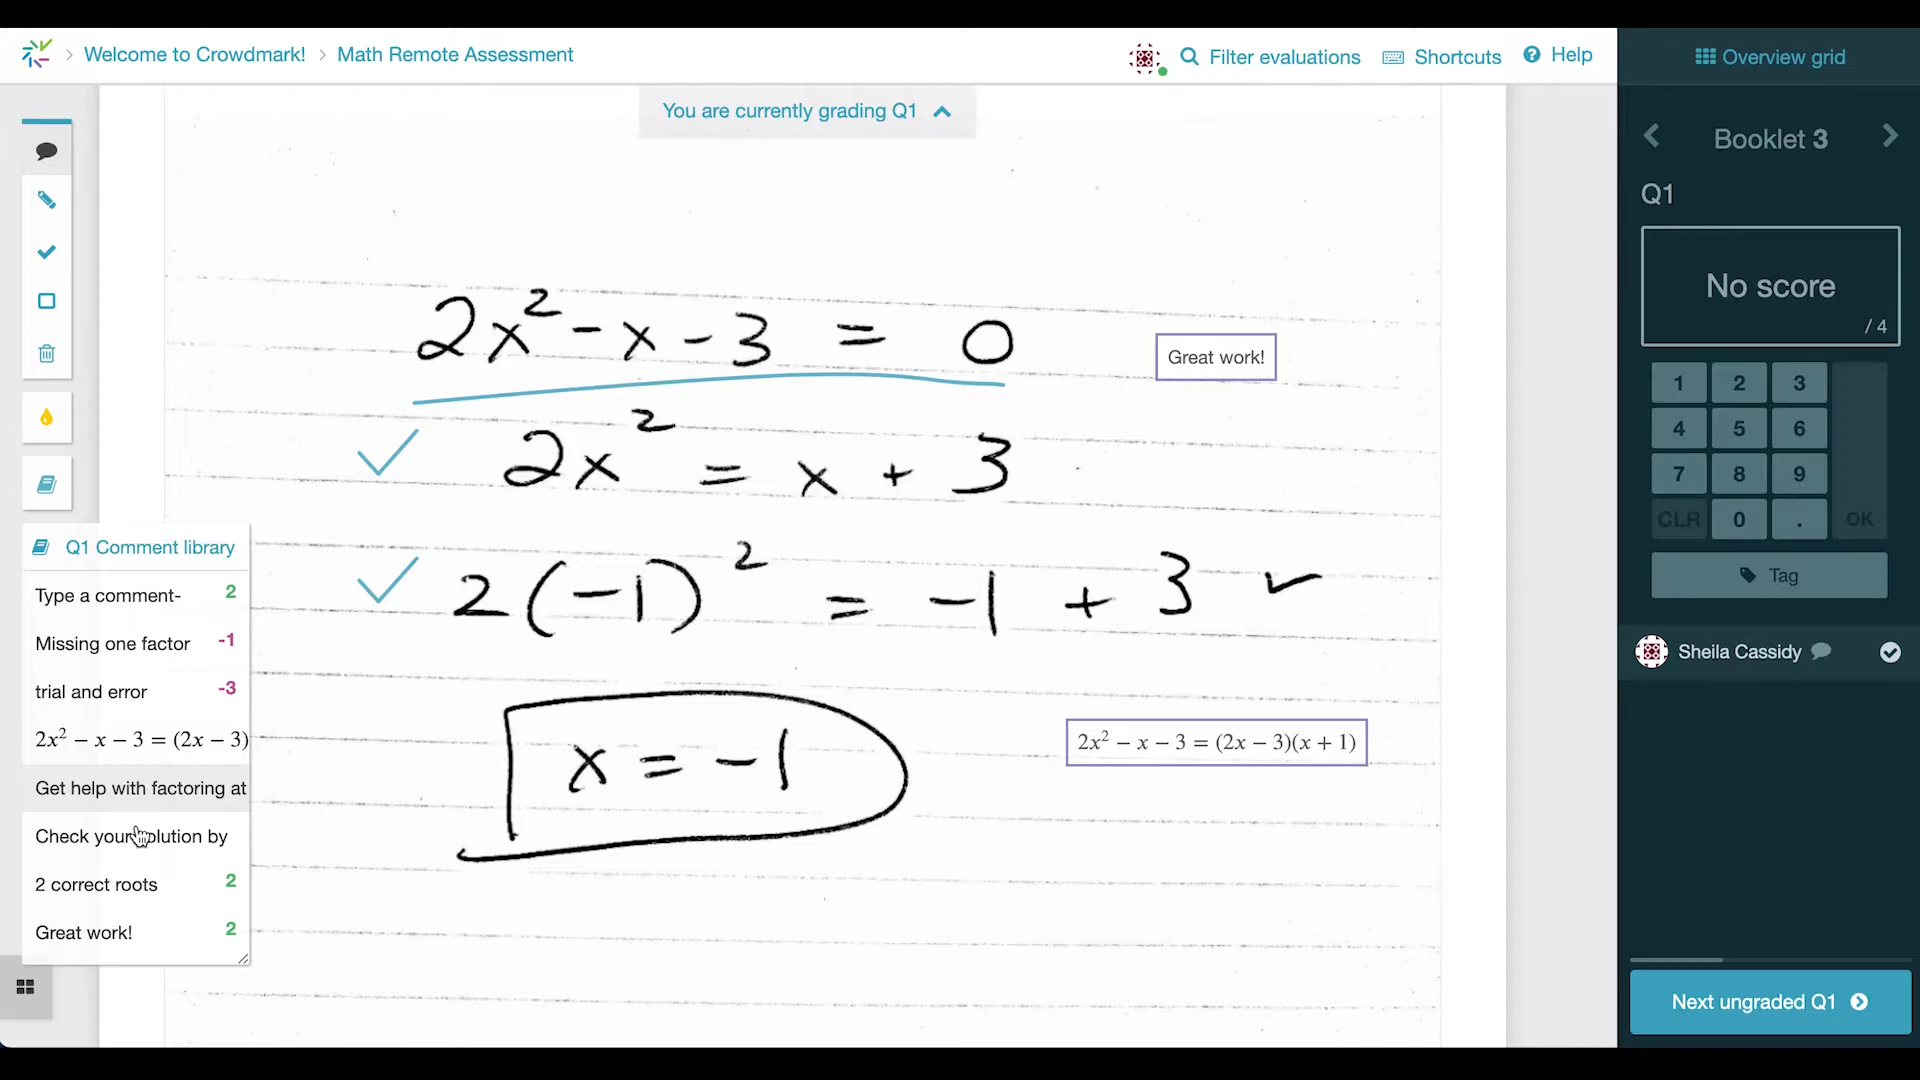 Welcome to Crowdmark! Math Remote Assessment
Filter evaluations Shortcuts Help
You are currently grading Q1
2x² - x - 3 = 0
Great work!
2x² = x + 3
2(-1)² = -1 + 3 ✓
x = -1
2x² − x − 3 = (2x − 3)(x + 1)
Q1 Comment library
Type a comment- 2
Missing one factor -1
trial and error -3
2x² − x − 3 = (2x − 3)
Get help with factoring at
Check your solution by
2 correct roots 2
Great work! 2
Overview grid
Booklet 3
Q1
No score
/ 4
1 2 3
4 5 6
7 8 9
CLR 0 . OK
Tag
Sheila Cassidy
Next ungraded Q1